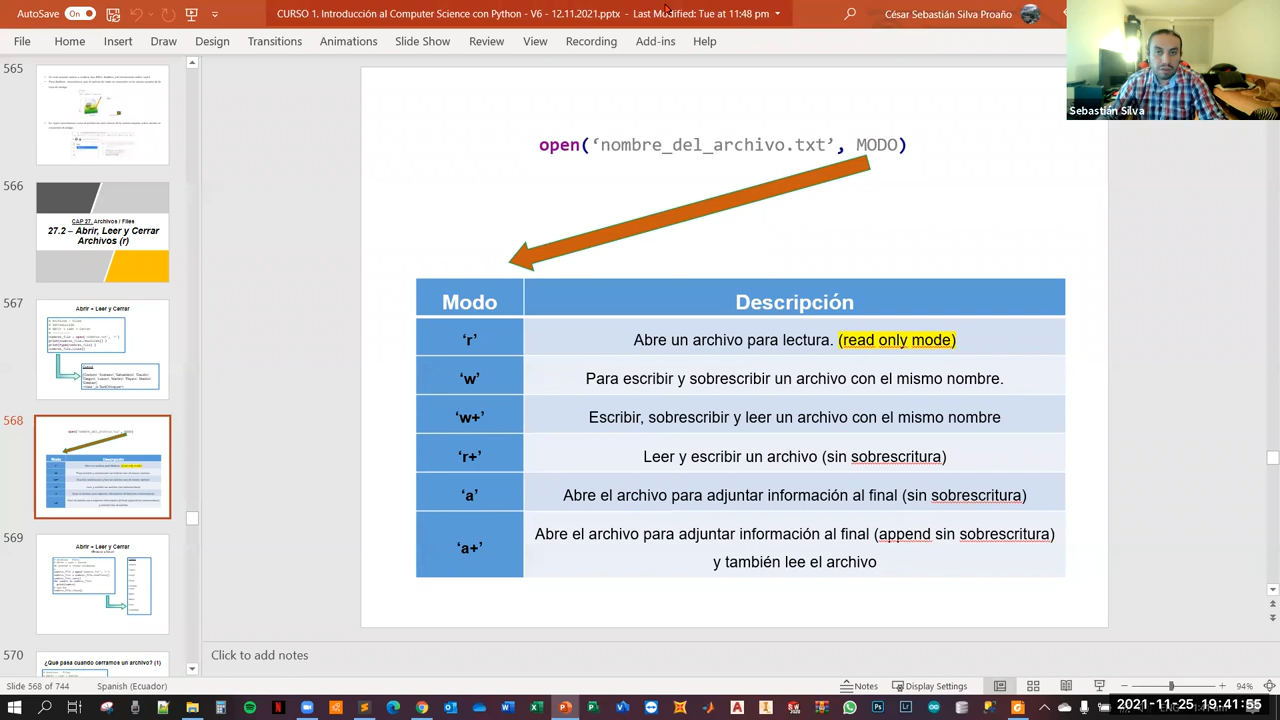 AutoSave On
CURSO 1. Introducción al Computer Science con Python - V6 - 12.11.2021.pptx - Last Modified: Tue at 11:48 pm
César Sebastián Silva Proaño
File Home Insert Draw Design Transitions Animations Slide Show Review View Recording Add-ins Help
Sebastián Silva
565
566
CAP 27. Archivos / Files
27.2 – Abrir, Leer y Cerrar
Archivos (r)
567
Abrir + Leer y Cerrar
568
569
Abrir + Leer y Cerrar
570
¿Qué pasa cuando cerramos un archivo? (1)
open(‘nombre_del_archivo.txt’, MODO)
Modo Descripción
‘r’ Abre un archivo para lectura. (read only mode)
‘w’ Para escribir y sobrescribir un archivo con el mismo nombre.
‘w+’ Escribir, sobrescribir y leer un archivo con el mismo nombre
‘r+’ Leer y escribir un archivo (sin sobrescritura)
‘a’ Abre el archivo para adjuntar información al final (sin sobrescritura)
‘a+’ Abre el archivo para adjuntar informacion al final (append sin sobrescritura)
y también lee el archivo
Click to add notes
Slide 568 of 744 Spanish (Ecuador) Notes Display Settings 94%
2021-11-25 19:41:55